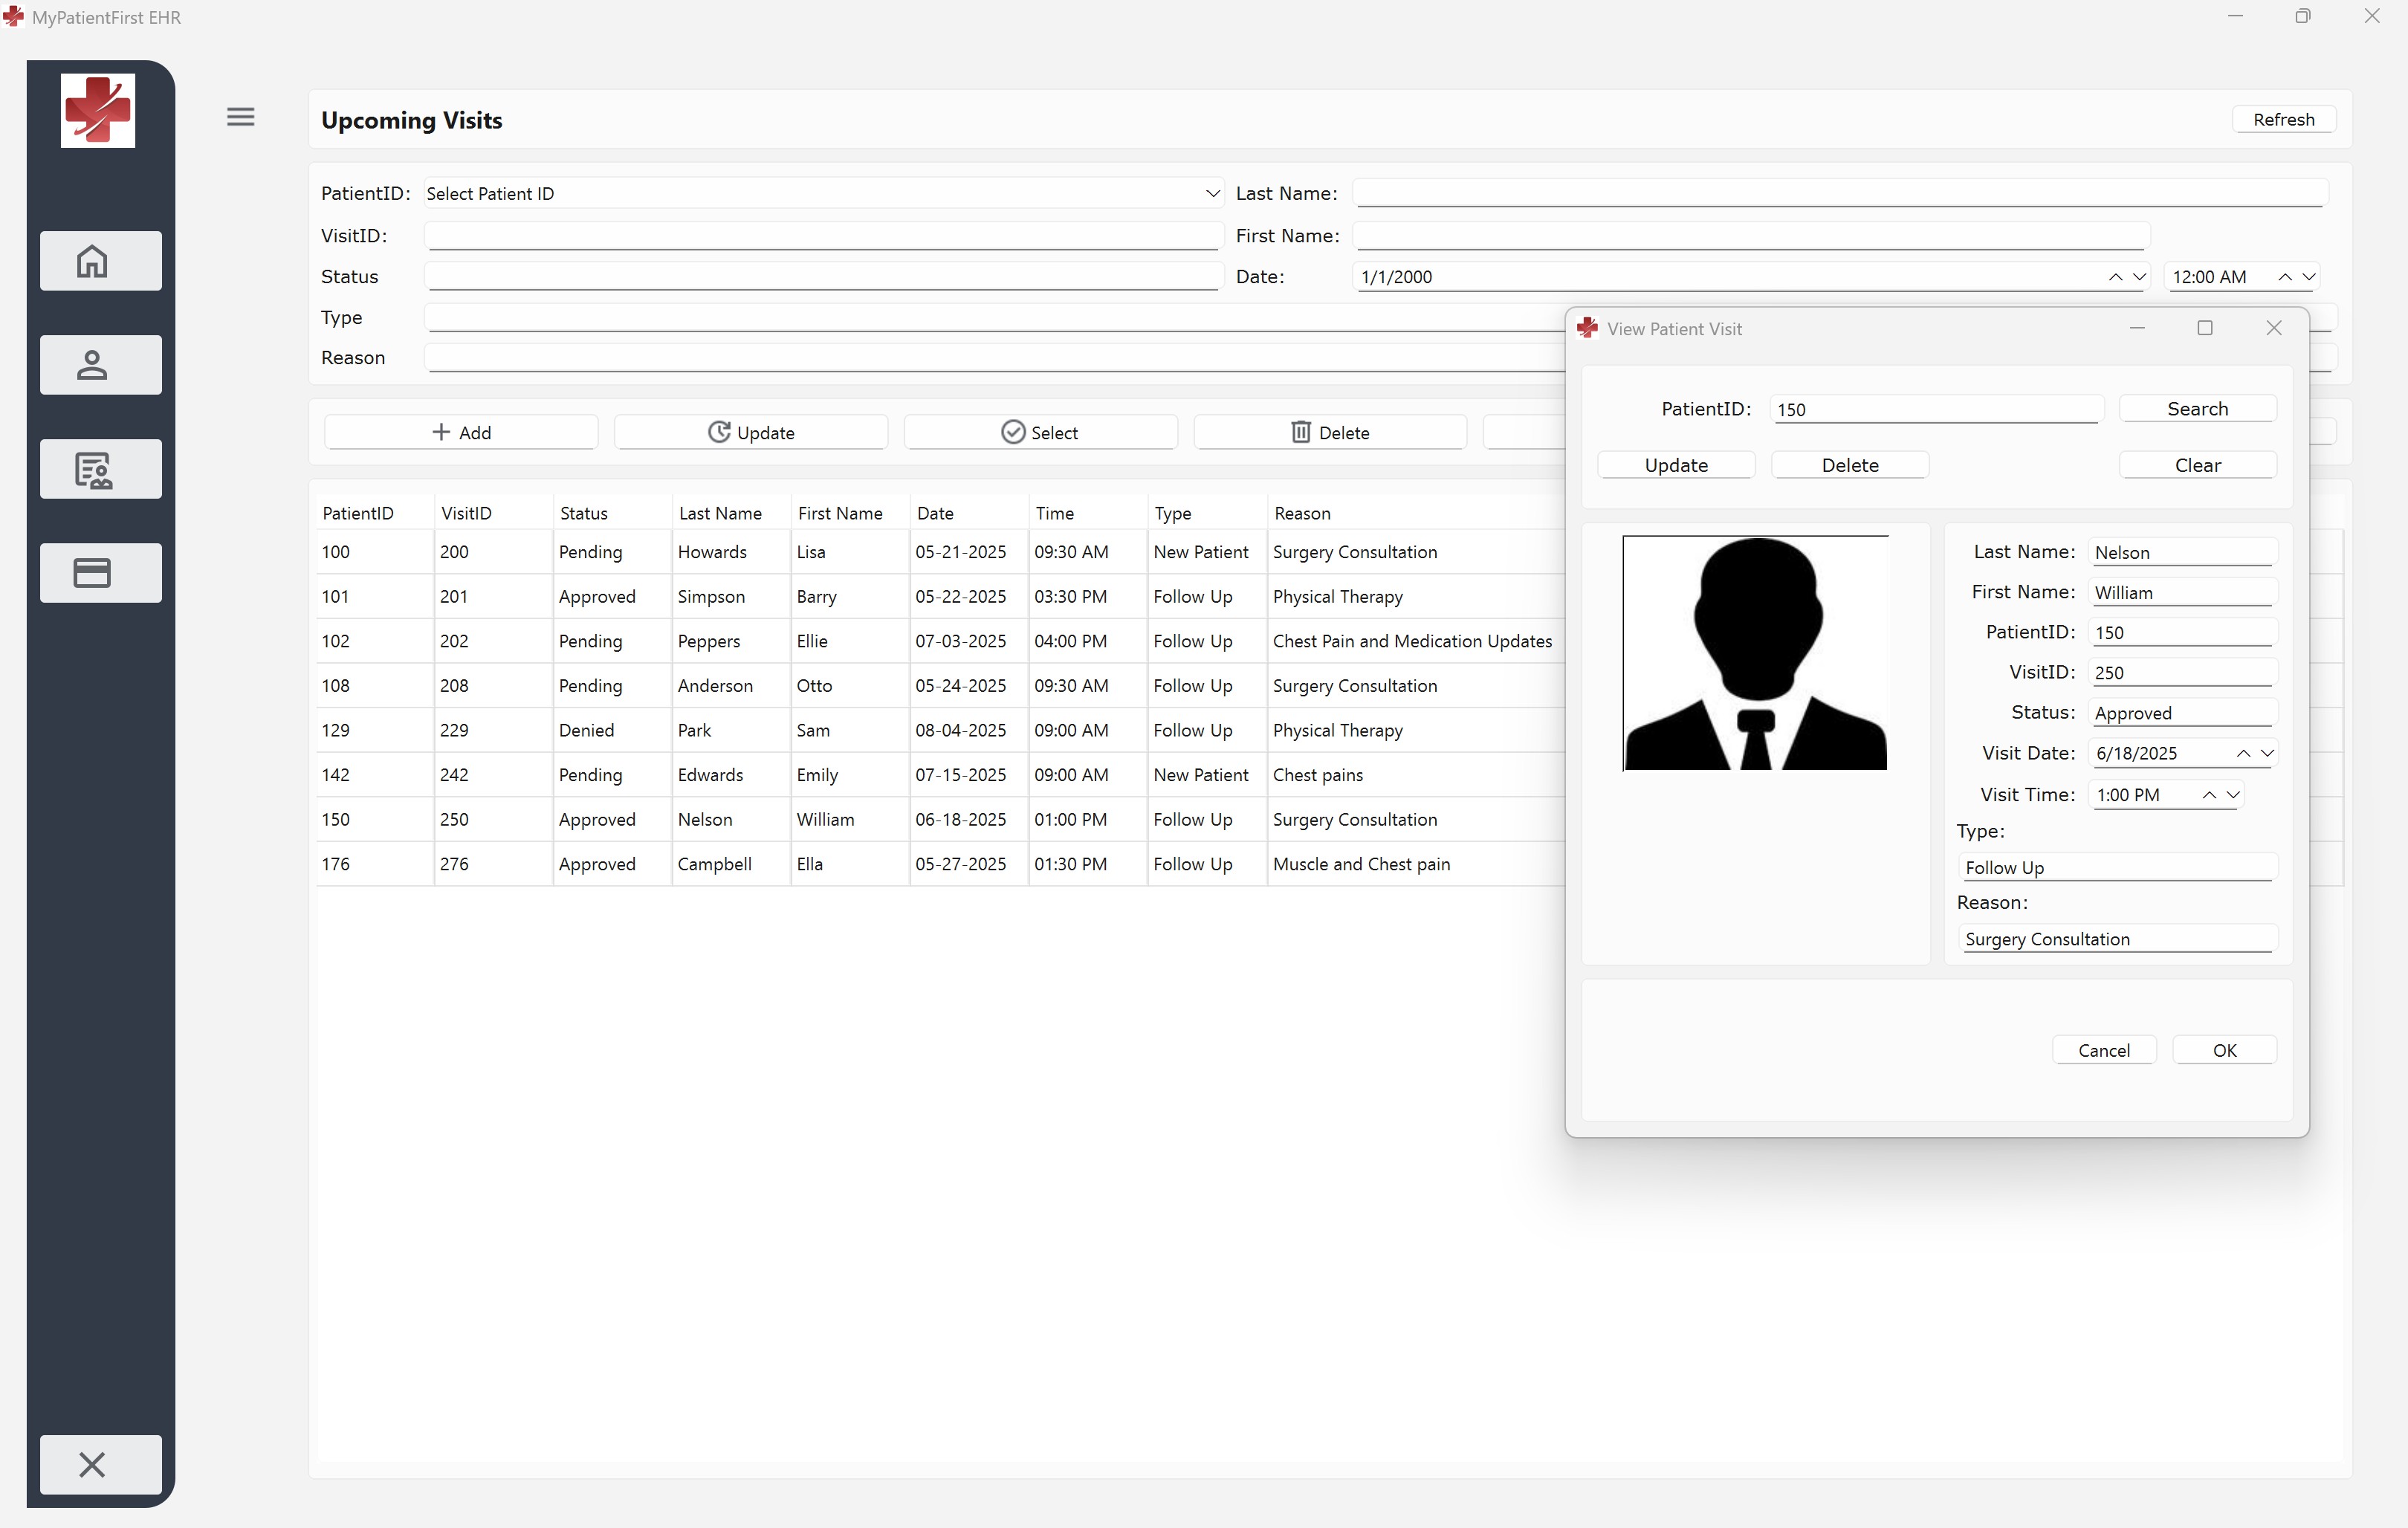 MyPatientFirst EHR
Upcoming Visits
Refresh
PatientID: Select Patient ID Last Name:
VisitID: First Name:
Status Date: 1/1/2000 12:00 AM
Type
Reason
Add Update Select Delete
PatientID VisitID Status Last Name First Name Date Time Type Reason
100 200 Pending Howards Lisa 05-21-2025 09:30 AM New Patient Surgery Consultation
101 201 Approved Simpson Barry 05-22-2025 03:30 PM Follow Up Physical Therapy
102 202 Pending Peppers Ellie 07-03-2025 04:00 PM Follow Up Chest Pain and Medication Updates
108 208 Pending Anderson Otto 05-24-2025 09:30 AM Follow Up Surgery Consultation
129 229 Denied Park Sam 08-04-2025 09:00 AM Follow Up Physical Therapy
142 242 Pending Edwards Emily 07-15-2025 09:00 AM New Patient Chest pains
150 250 Approved Nelson William 06-18-2025 01:00 PM Follow Up Surgery Consultation
176 276 Approved Campbell Ella 05-27-2025 01:30 PM Follow Up Muscle and Chest pain
View Patient Visit
PatientID: 150 Search
Update Delete Clear
Last Name: Nelson
First Name: William
PatientID: 150
VisitID: 250
Status: Approved
Visit Date: 6/18/2025
Visit Time: 1:00 PM
Type:
Follow Up
Reason:
Surgery Consultation
Cancel OK